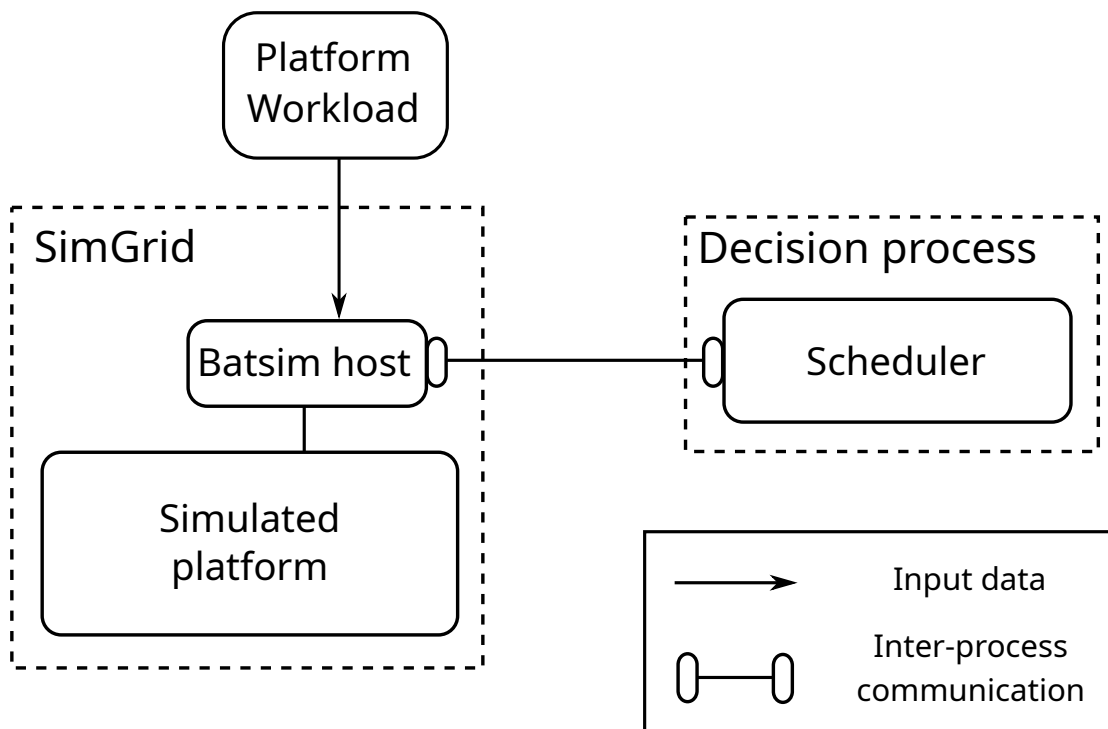 Platform
Workload
SimGrid
Batsim host
Simulated
platform
Decision process
Scheduler
Input data
Inter-process
communication